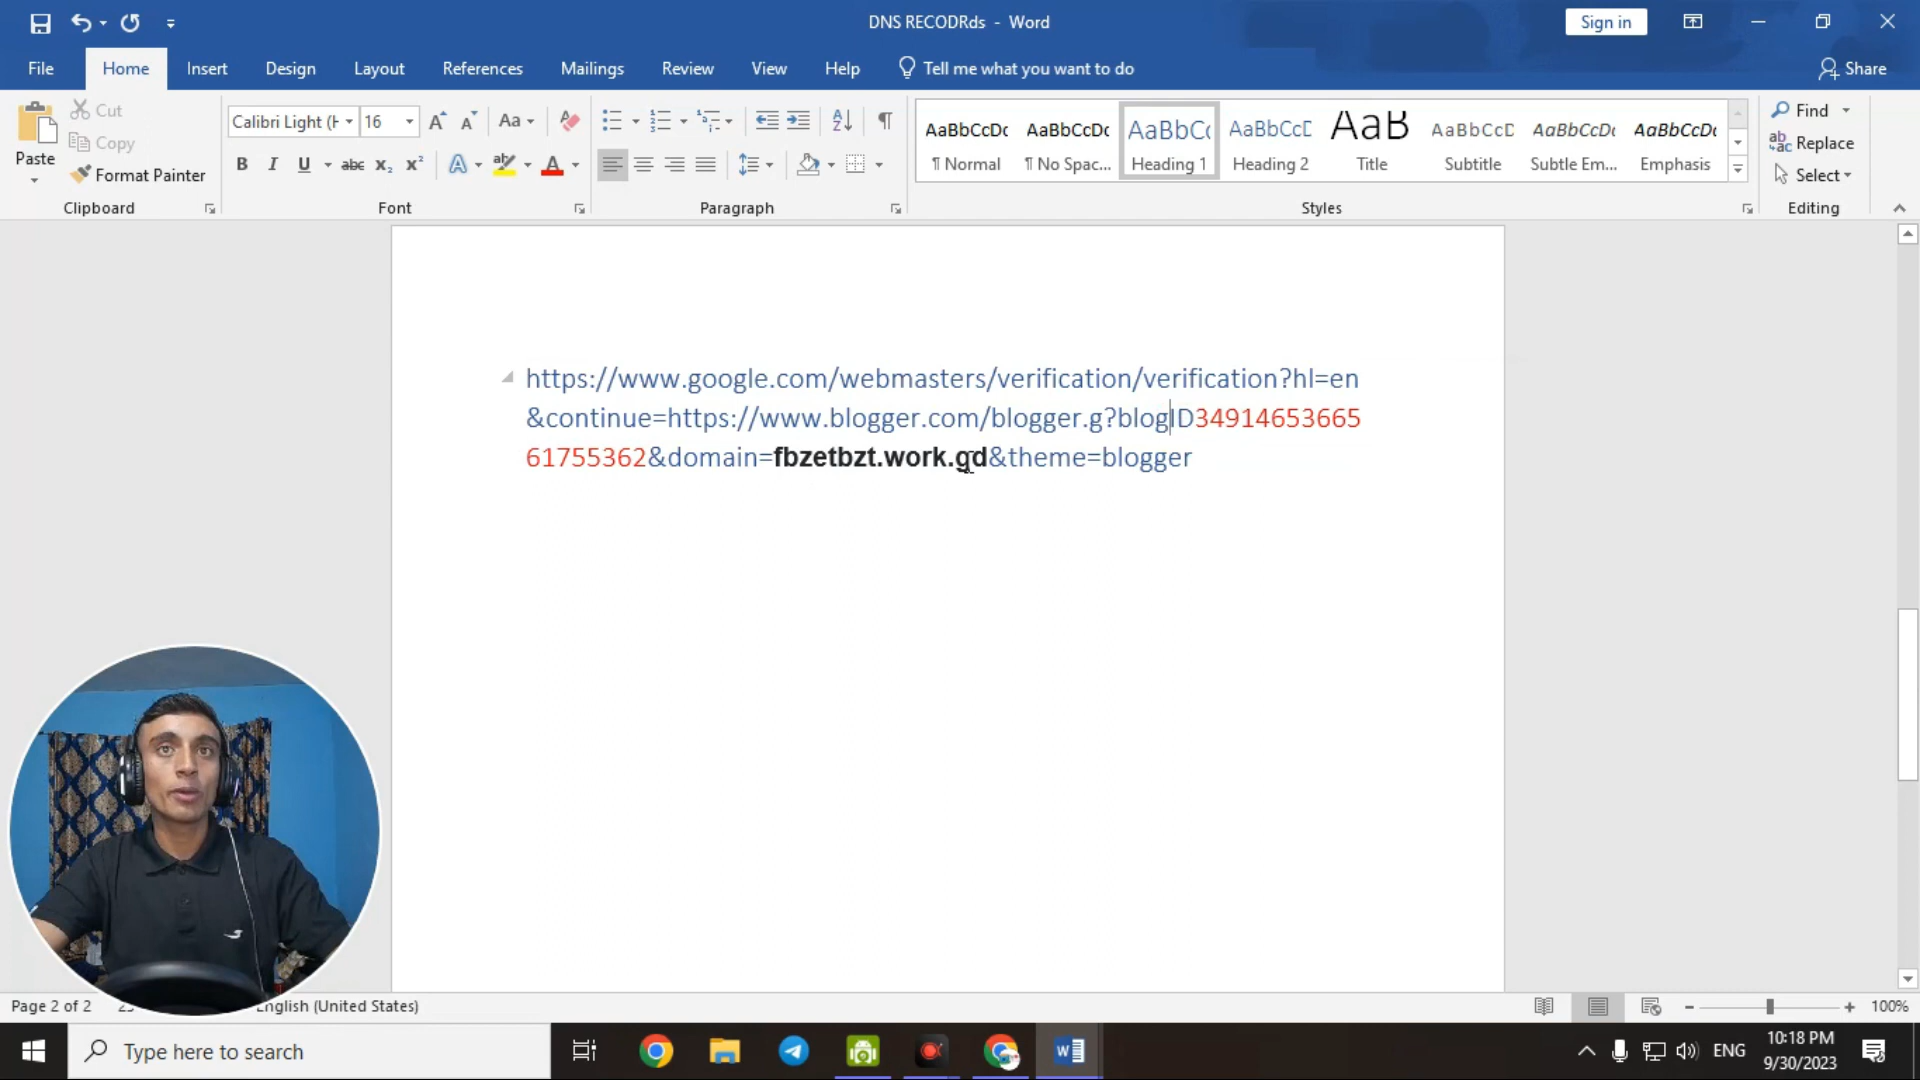 DNS RECODRds - Word
Sign in
File Home Insert Design Layout References Mailings Review View Help Tell me what you want to do Share
Paste
Cut
Copy
Format Painter
Clipboard
Calibri Light (H 16
Font
Paragraph
AaBbCcDc AaBbCcDc AaBbC AaBbCcD AaB AaBbCcD AaBbCcDc AaBbCcDc
¶ Normal ¶ No Spac... Heading 1 Heading 2 Title Subtitle Subtle Em... Emphasis
Styles
Find
Replace
Select
Editing
https://www.google.com/webmasters/verification/verification?hl=en
&continue=https://www.blogger.com/blogger.g?blogID34914653665
61755362&domain=fbzetbzt.work.gd&theme=blogger
Page 2 of 2
English (United States)
100%
Type here to search
ENG
10:18 PM
9/30/2023